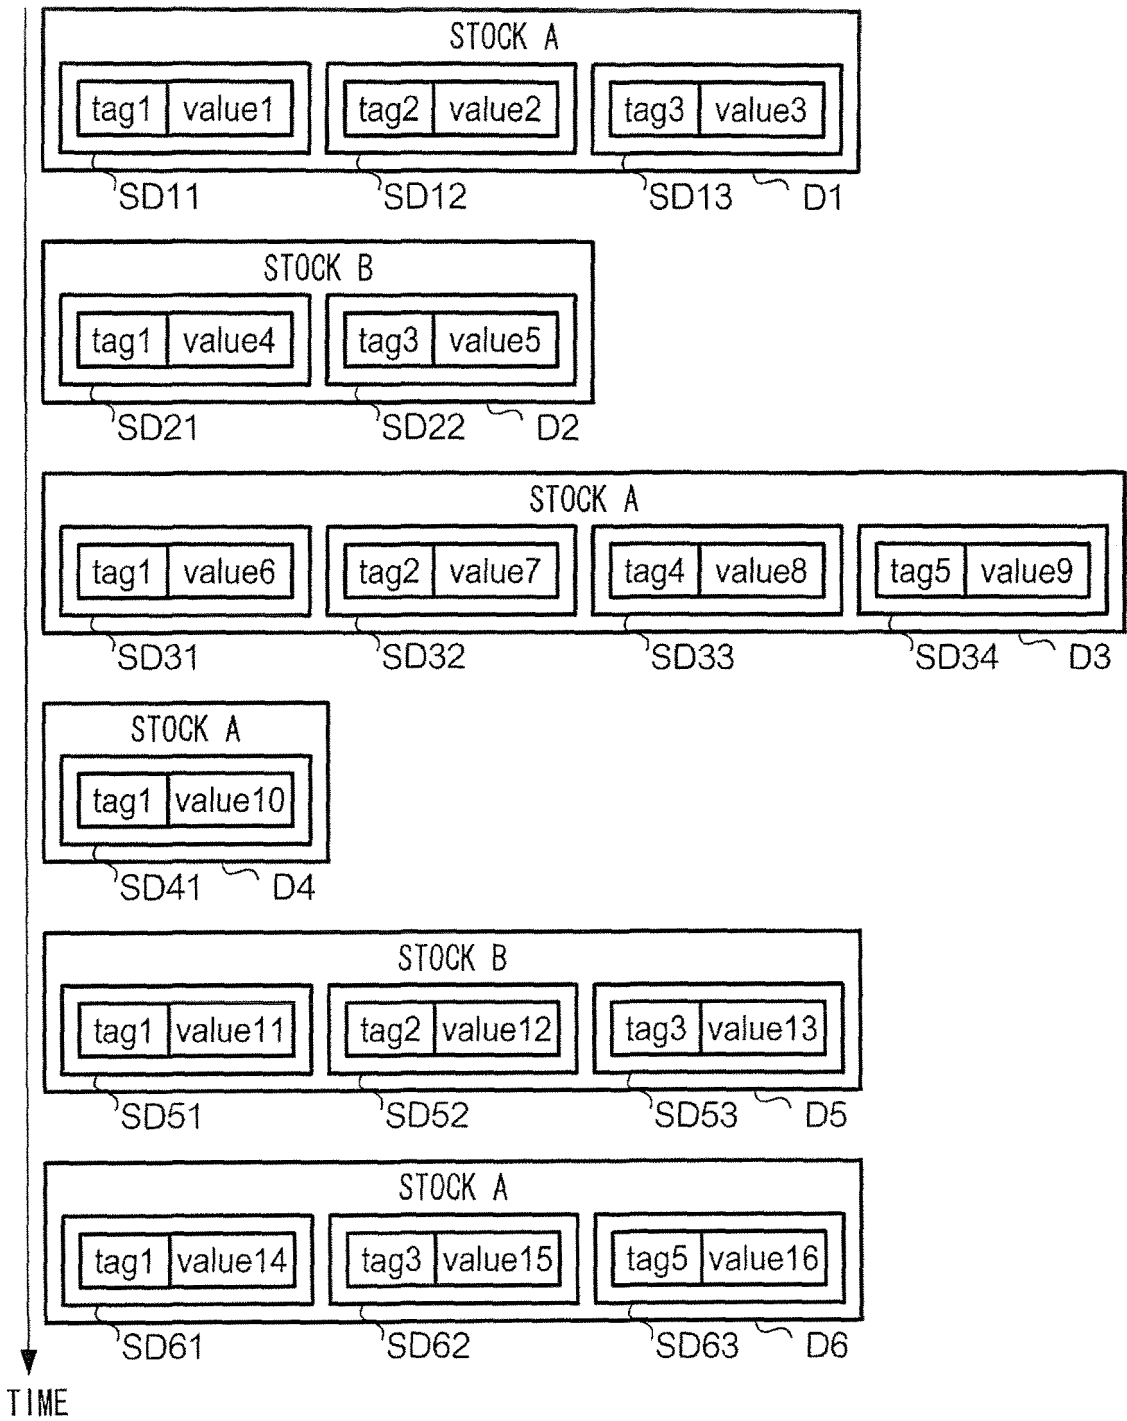 STOCK A
tag1 value1 tag2 value2 tag3 value3
SD11 SD12 SD13 D1
STOCK B
tag1 value4 tag3 value5
SD21 SD22 D2
STOCK A
tag1 value6 tag2 value7 tag4 value8 tag5 value9
SD31 SD32 SD33 SD34 D3
STOCK A
tag1 value10
SD41 D4
STOCK B
tag1 value11 tag2 value12 tag3 value13
SD51 SD52 SD53 D5
STOCK A
tag1 value14 tag3 value15 tag5 value16
SD61 SD62 SD63 D6
TIME